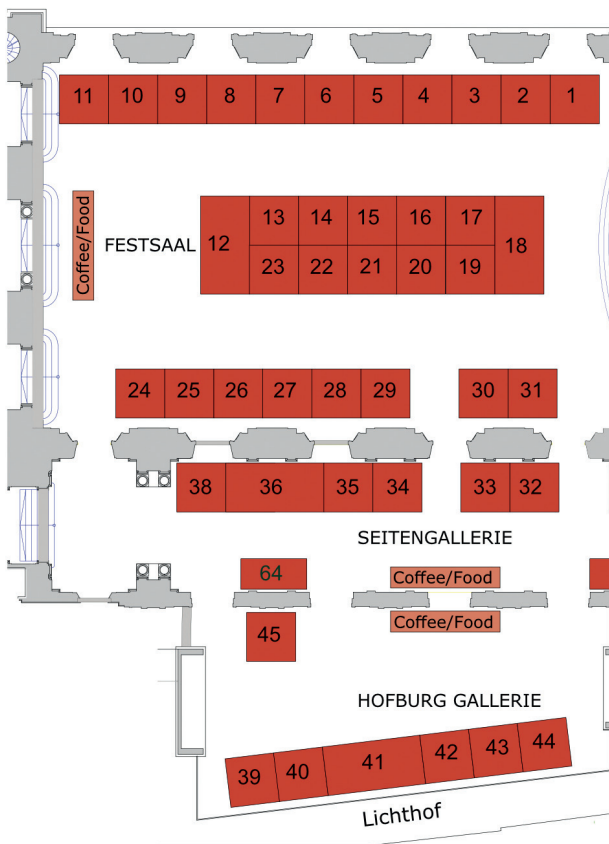 11 10 9 8 7 6 5 4 3 2 1
13 14 15 16 17
Coffee/Food FESTSAAL 12 18
23 22 21 20 19
24 25 26 27 28 29 30 31
38 36 35 34 33 32
SEITENGALLERIE
64 Coffee/Food
Coffee/Food
45
HOFBURG GALLERIE
39 40 41 42 43 44
Lichthof